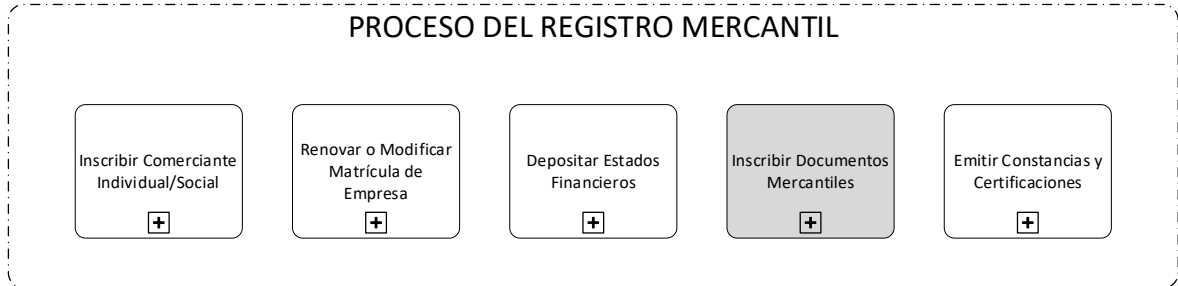 PROCESO DEL REGISTRO MERCANTIL
Inscribir Comerciante
Individual/Social
Renovar o Modificar
Matrícula de
Empresa
Depositar Estados
Financieros
Inscribir Documentos
Mercantiles
Emitir Constancias y
Certificaciones